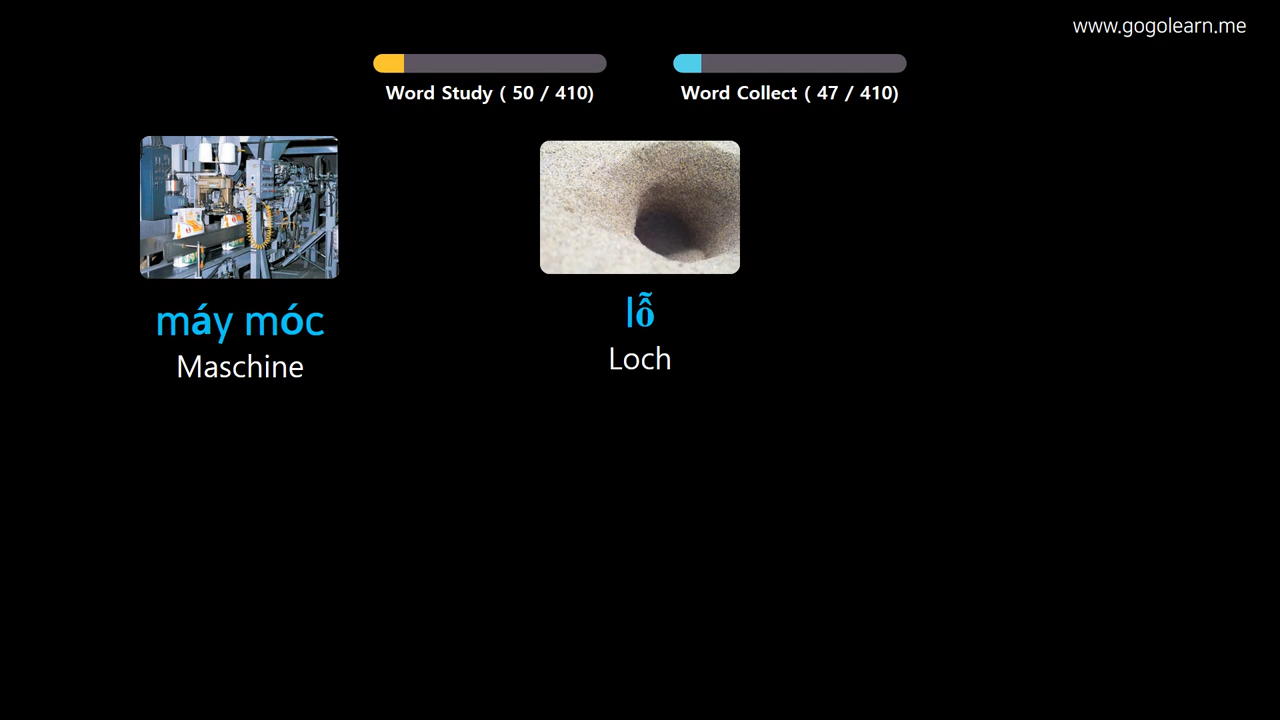 www.gogolearn.me
Word Study ( 50 / 410)
Word Collect ( 47 / 410)
máy móc
Maschine
lỗ
Loch